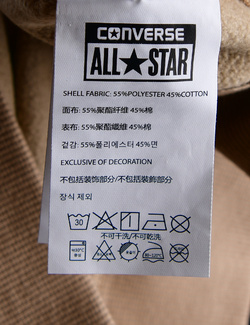 CONVERSE
ALL★STAR
SHELL FABRIC: 55%POLYESTER 45%COTTON
面布: 55%聚酯纤维 45%棉
表布: 55%聚酯纖維 45%棉
겉감: 55%폴리에스터 45%면
EXCLUSIVE OF DECORATION
不包括装饰部分/不包括裝飾部分
장식 제외
30
不可干洗/不可乾洗